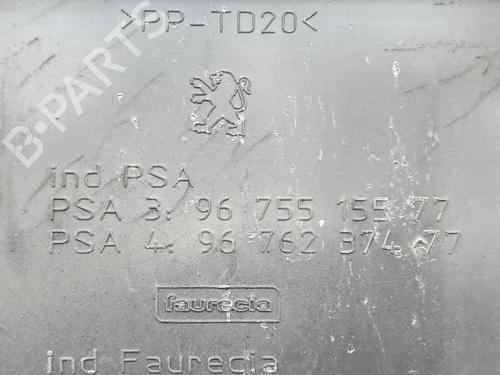 >PP-TD20<
B-PARTS
ind PSA
PSA 3: 96 755 155 77
PSA 4: 96 762 374 77
faurecia
ind Faurecia